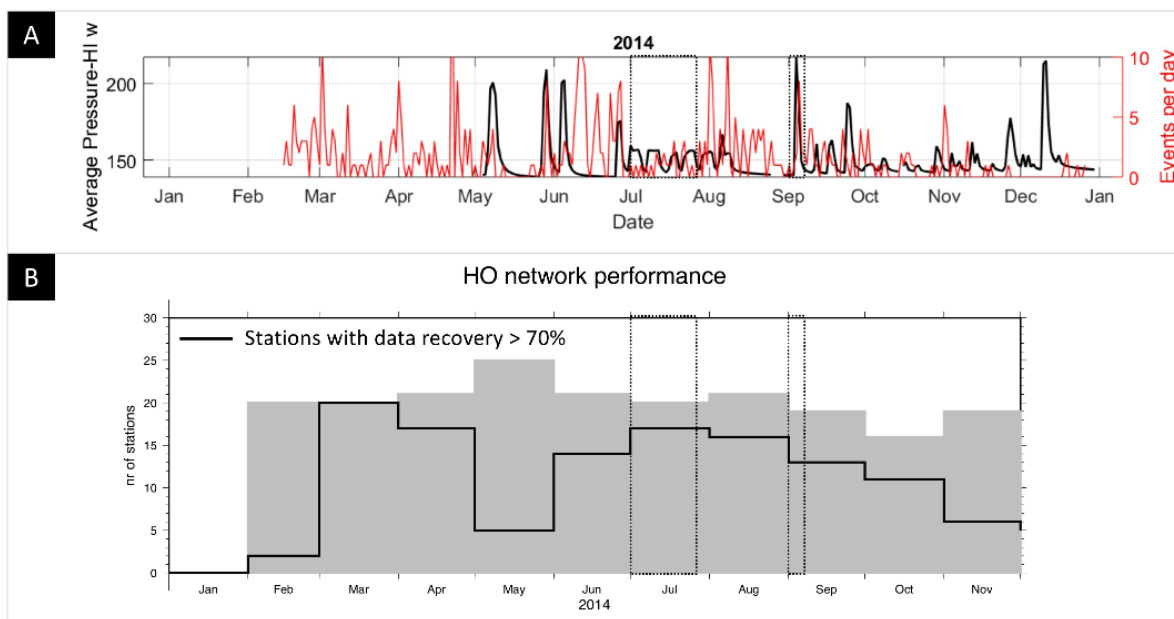 A
2014
Average Pressure-HI w
200
150
10
5
0
Events per day
Jan Feb Mar Apr May Jun Jul Aug Sep Oct Nov Dec Jan
Date
B
HO network performance
Stations with data recovery > 70%
30
25
20
15
10
5
0
nr of stations
Jan Feb Mar Apr May Jun Jul Aug Sep Oct Nov
2014